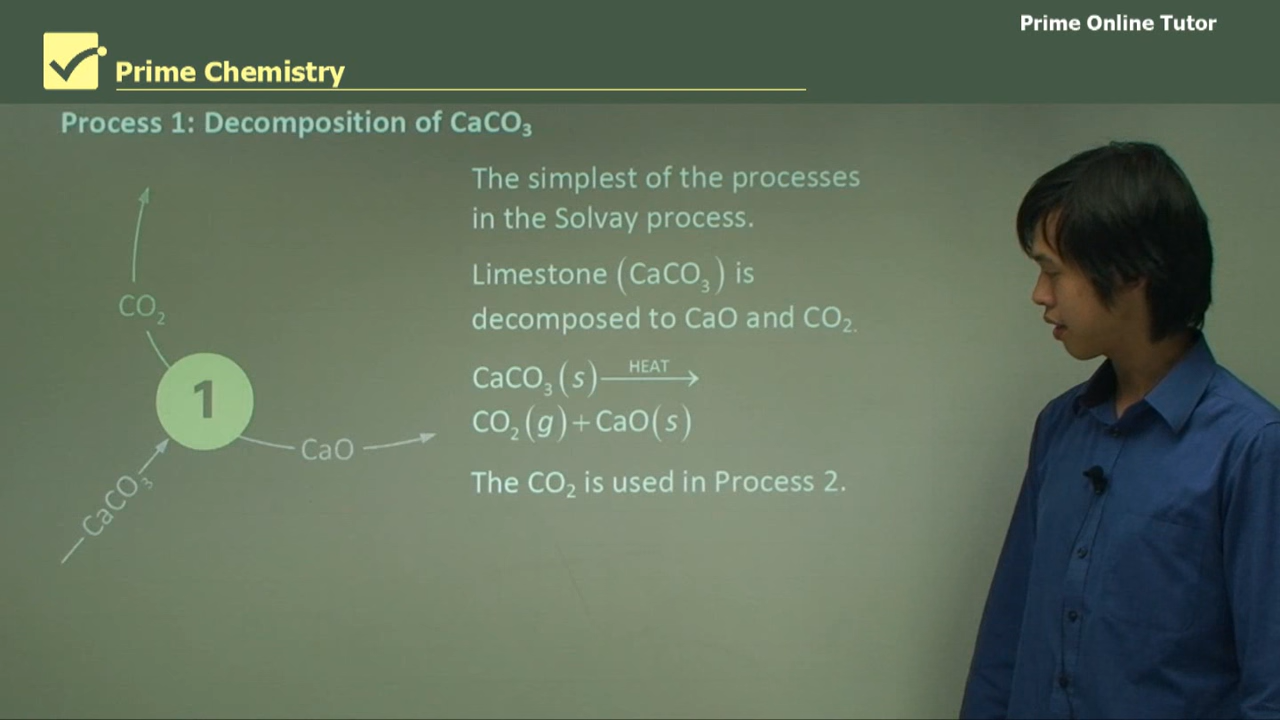 Prime Online Tutor
Prime Chemistry
Process 1: Decomposition of CaCO₃
The simplest of the processes
in the Solvay process.
Limestone (CaCO₃) is
decomposed to CaO and CO₂.
CaCO₃(s) —HEAT→
CO₂(g)+CaO(s)
The CO₂ is used in Process 2.
CO₂
1
CaO
CaCO₃